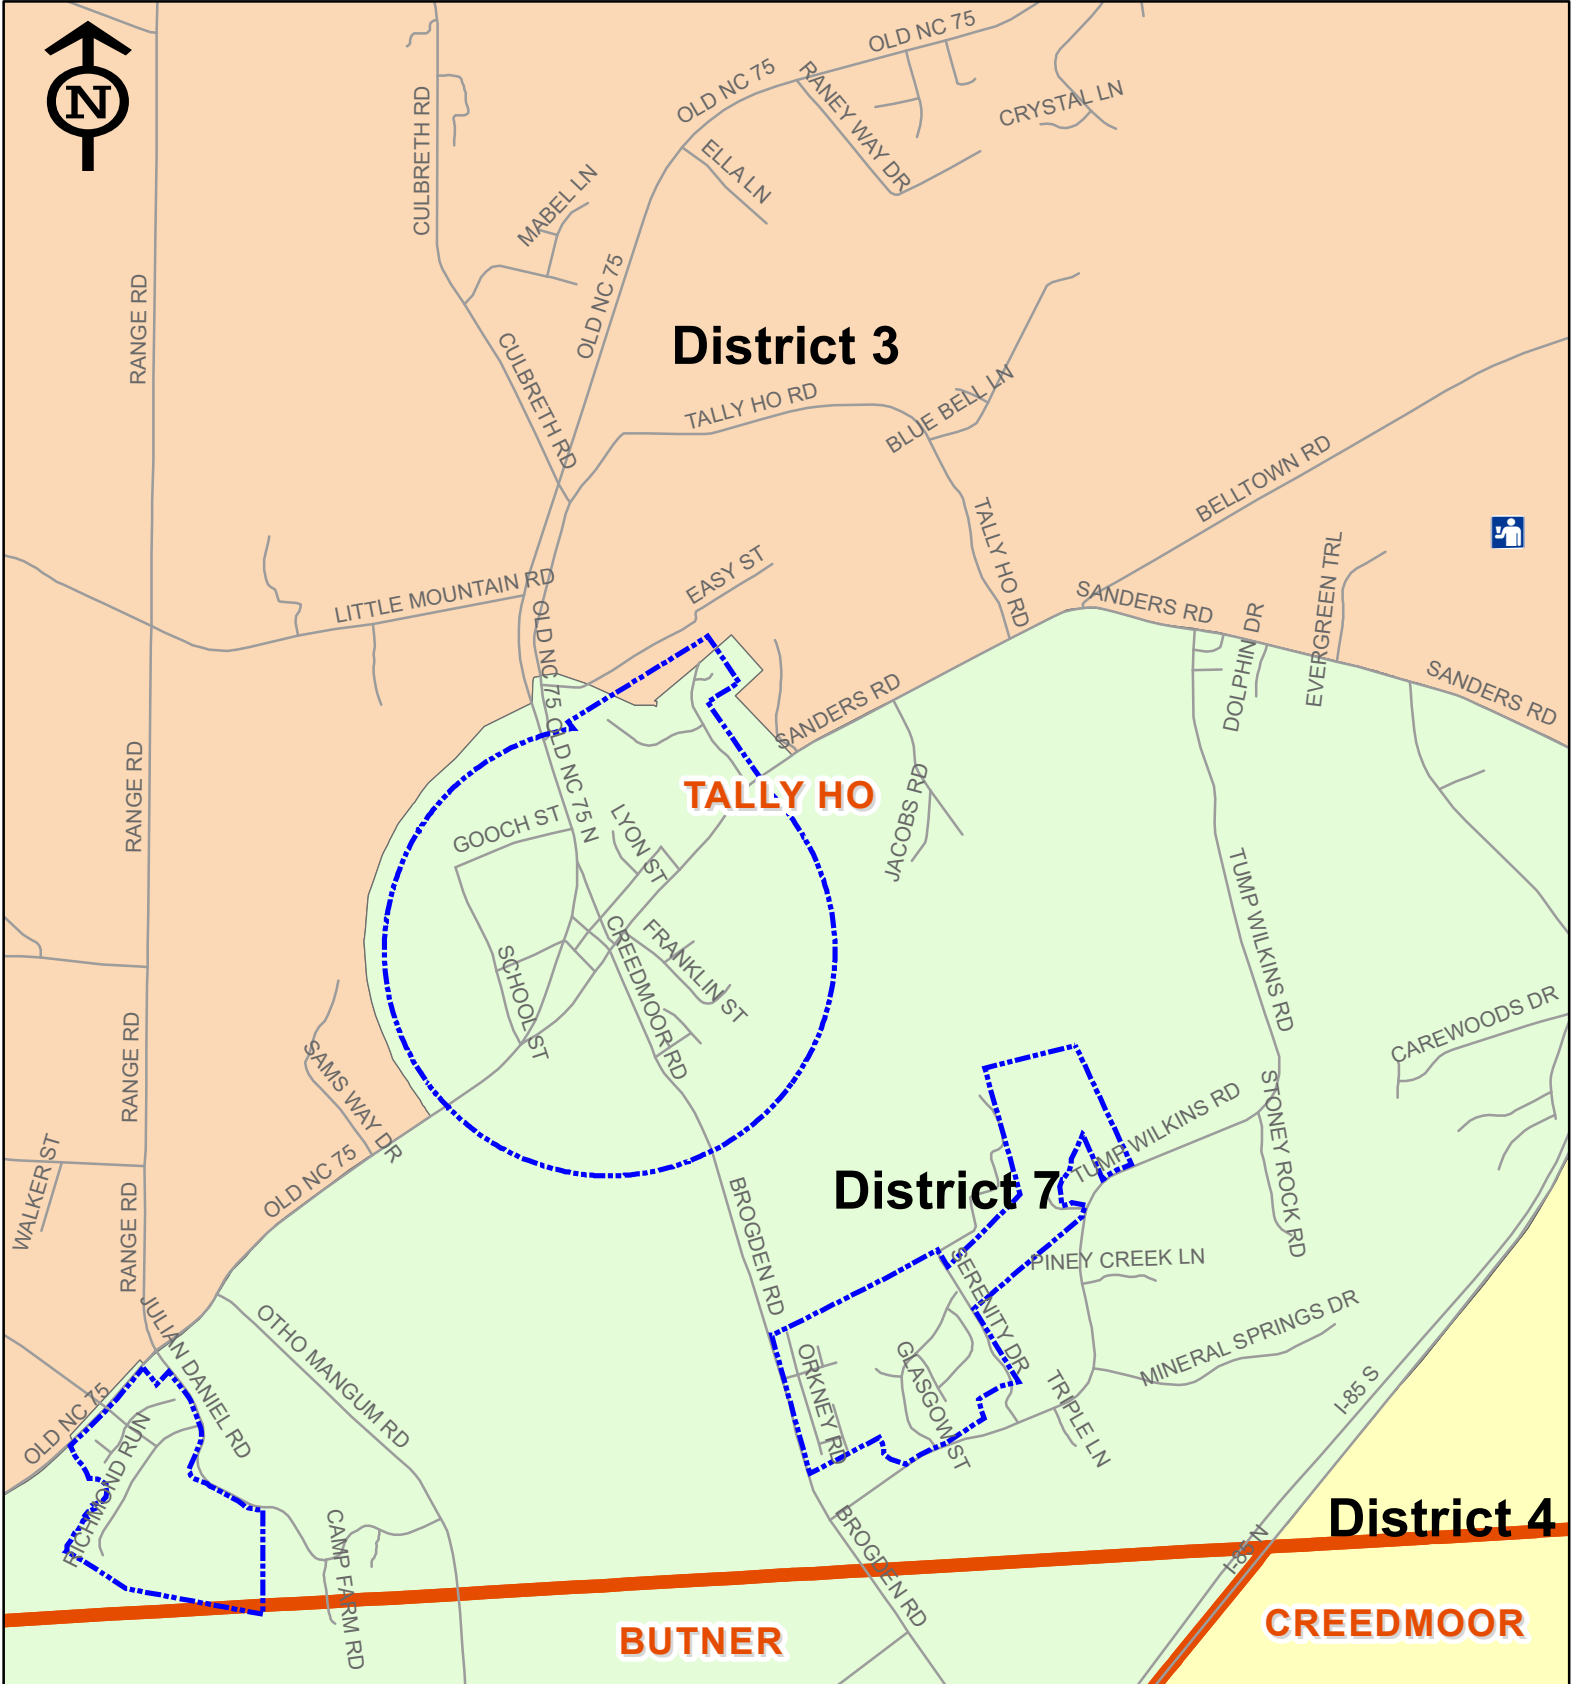 OLD NC 75
OLD NC 75
RANEY WAY DR
CRYSTAL LN
N
CULBRETH RD
ELLA LN
MABEL LN
OLD NC 75
RANGE RD
District 3
CULBRETH RD
TALLY HO RD
BLUE BELL LN
BELLTOWN RD
TALLY HO RD
EASY ST
LITTLE MOUNTAIN RD
SANDERS RD
DOLPHIN DR
EVERGREEN TRL
OLD NC 75
SANDERS RD
SANDERS RD
OLD NC 75 N
TALLY HO
RANGE RD
JACOBS RD
GOOCH ST
LYON ST
TUMP WILKINS RD
CREEDMOOR RD
FRANKLIN ST
SCHOOL ST
CAREWOODS DR
RANGE RD
SAMS WAY DR
STONEY ROCK RD
TUMP WILKINS RD
WALKER ST
OLD NC 75
District 7
RANGE RD
BROGDEN RD
SERENITY DR
PINEY CREEK LN
JULIAN DANIEL RD
OTHO MANGUM RD
ORKNEY RD
GLASGOW ST
MINERAL SPRINGS DR
TRIPLE LN
I-85 S
OLD NC 75
RICHMOND RUN
CAMP FARM RD
BROGDEN RD
I-85 N
District 4
BUTNER
CREEDMOOR